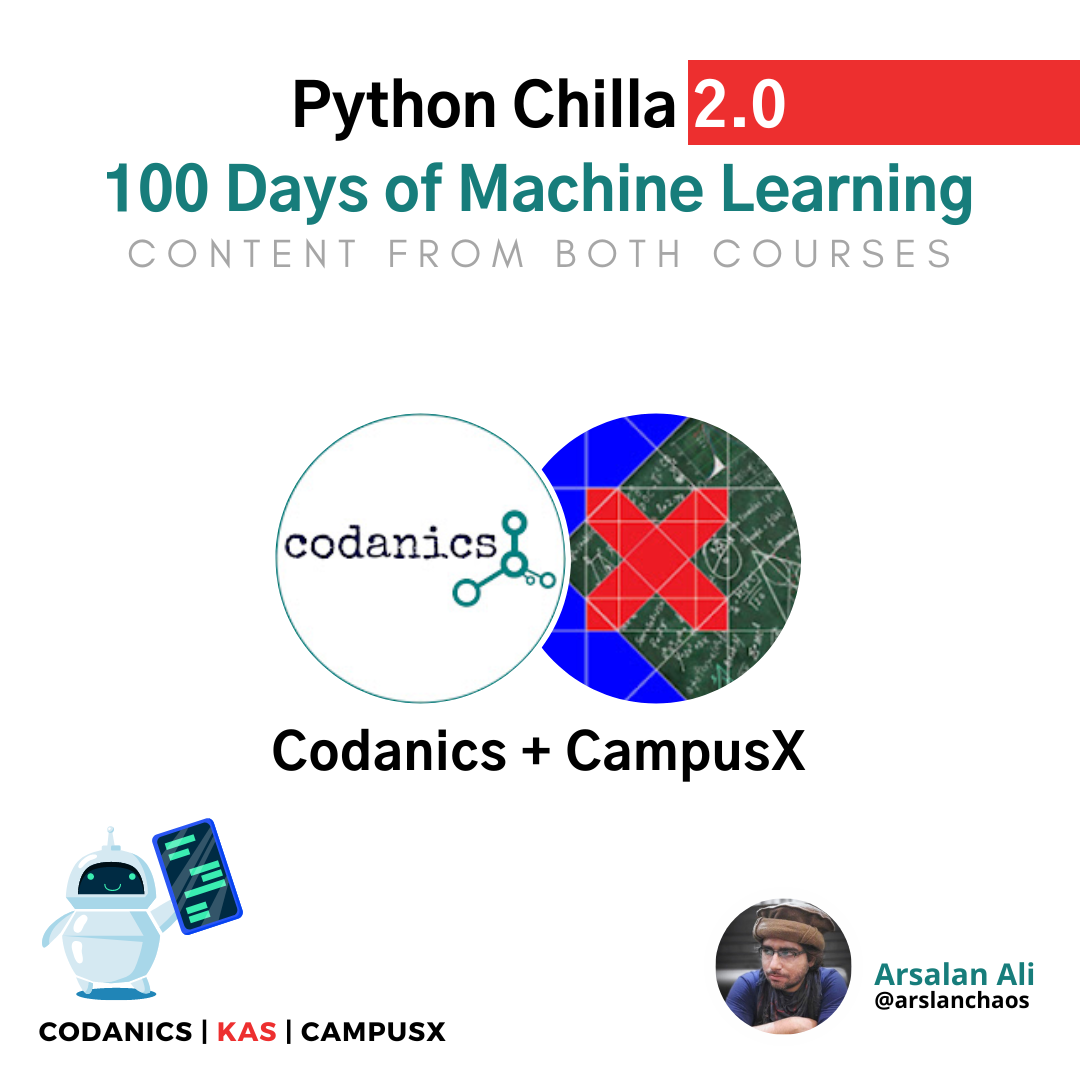 Python Chilla 2.0
100 Days of Machine Learning
CONTENT FROM BOTH COURSES
codanics
Codanics + CampusX
CODANICS | KAS | CAMPUSX
Arsalan Ali
@arslanchaos